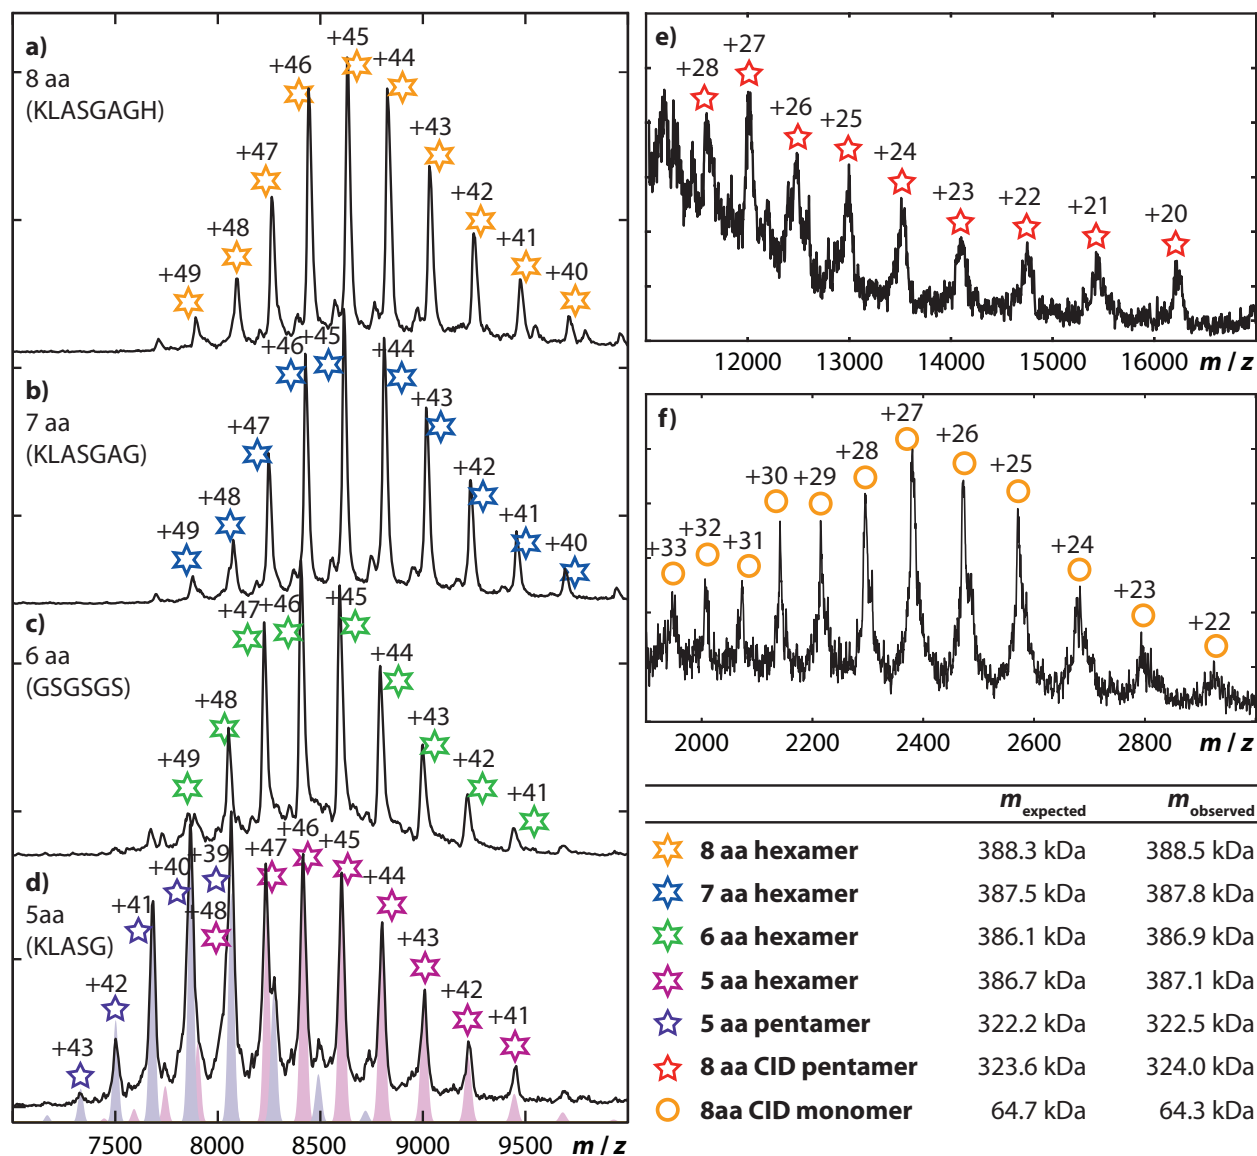 a)
8 aa
(KLASGAGH)
+49
+48
+47
+46
+45
+44
+43
+42
+41
+40
b)
7 aa
(KLASGAG)
+49
+48
+47
+46
+45
+44
+43
+42
+41
+40
c)
6 aa
(GSGSGS)
+49
+48
+47
+46
+45
+44
+43
+42
+41
d)
5aa
(KLASG)
+43
+42
+41
+40
+39
+48
+47
+46
+45
+44
+43
+42
+41
7500 8000 8500 9000 9500 m / z
e)
+28
+27
+26
+25
+24
+23
+22
+21
+20
12000 13000 14000 15000 16000 m / z
f)
+33
+32
+31
+30
+29
+28
+27
+26
+25
+24
+23
+22
2000 2200 2400 2600 2800 m / z
m expected m observed
8 aa hexamer 388.3 kDa 388.5 kDa
7 aa hexamer 387.5 kDa 387.8 kDa
6 aa hexamer 386.1 kDa 386.9 kDa
5 aa hexamer 386.7 kDa 387.1 kDa
5 aa pentamer 322.2 kDa 322.5 kDa
8 aa CID pentamer 323.6 kDa 324.0 kDa
8aa CID monomer 64.7 kDa 64.3 kDa